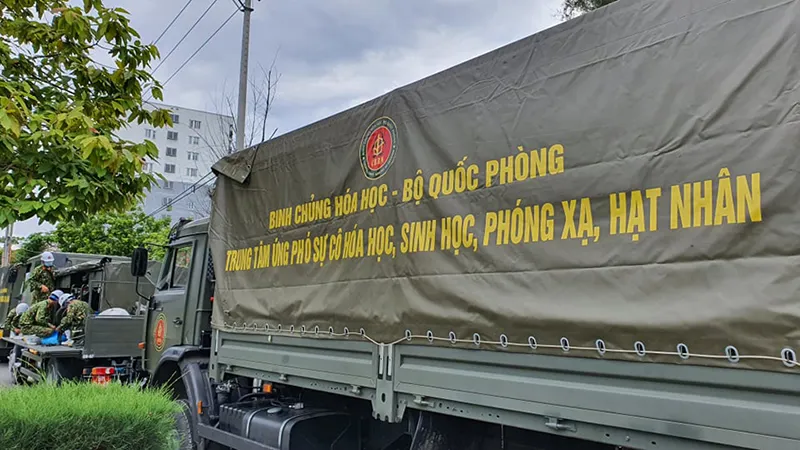 BINH CHỦNG HÓA HỌC - BỘ QUỐC PHÒNG
TRUNG TÂM ỨNG PHÓ SỰ CỐ HÓA HỌC, SINH HỌC, PHÓNG XẠ, HẠT NHÂN